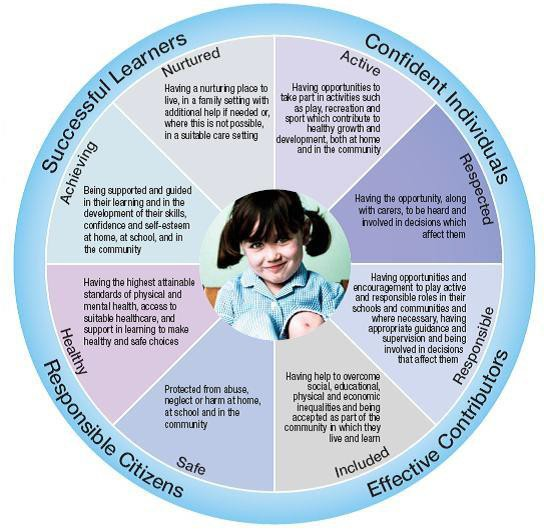 Successful Learners
Confident Individuals
Nurtured
Having a nurturing place to
live, in a family setting with
additional help if needed or,
where this is not possible,
in a suitable care setting
Active
Having opportunities to
take part in activities such
as play, recreation and
sport which contribute to
healthy growth and
development, both at home
and in the community
Achieving
Being supported and guided
in their learning and in the
development of their skills,
confidence and self-esteem
at home, at school, and in
the community
Respected
Having the opportunity, along
with carers, to be heard and
involved in decisions which
affect them
Healthy
Having the highest attainable
standards of physical and
mental health, access to
suitable healthcare, and
support in learning to make
healthy and safe choices
Responsible
Having opportunities and
encouragement to play active
and responsible roles in their
schools and communities and
where necessary, having
appropriate guidance and
supervision and being
involved in decisions
that affect them
Safe
Protected from abuse,
neglect or harm at home,
at school and in the
community
Included
Having help to overcome
social, educational,
physical and economic
inequalities and being
accepted as part of the
community in which they
live and learn
Responsible Citizens
Effective Contributors